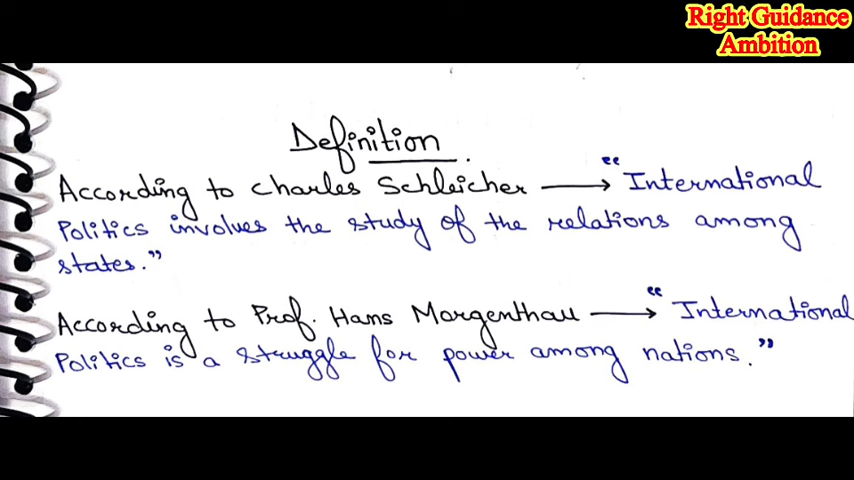 Right Guidance
Ambition
Definition.
According to Charles Schleicher → “International
Politics involves the study of the relations among
states.”
According to Prof. Hans Morgenthau → “International
Politics is a struggle for power among nations.”